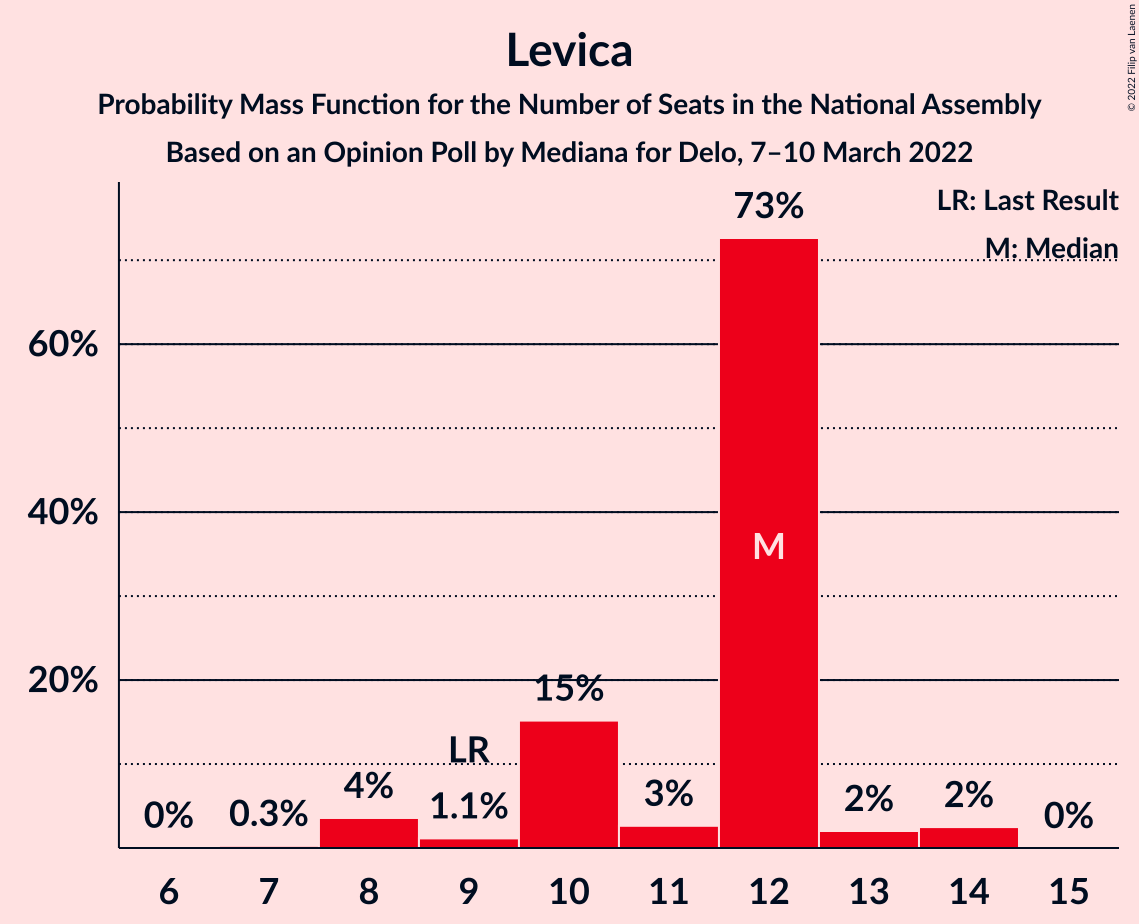 Levica
Probability Mass Function for the Number of Seats in the National Assembly
Based on an Opinion Poll by Mediana for Delo, 7–10 March 2022
© 2022 Filip van Laenen
LR: Last Result
M: Median
60%
40%
20%
0%
0.3%
4%
LR
1.1%
15%
3%
73%
M
2%
2%
0%
6 7 8 9 10 11 12 13 14 15